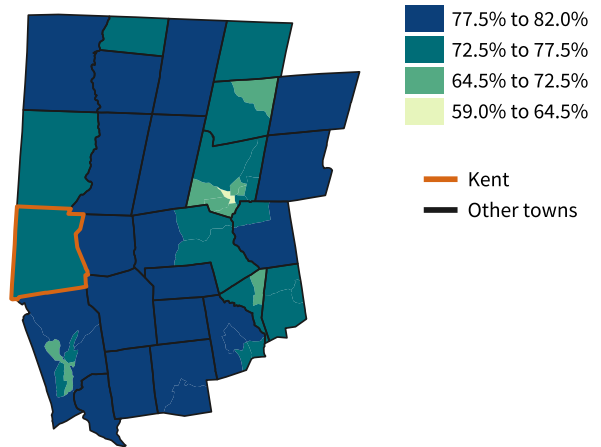 77.5% to 82.0%
72.5% to 77.5%
64.5% to 72.5%
59.0% to 64.5%
Kent
Other towns